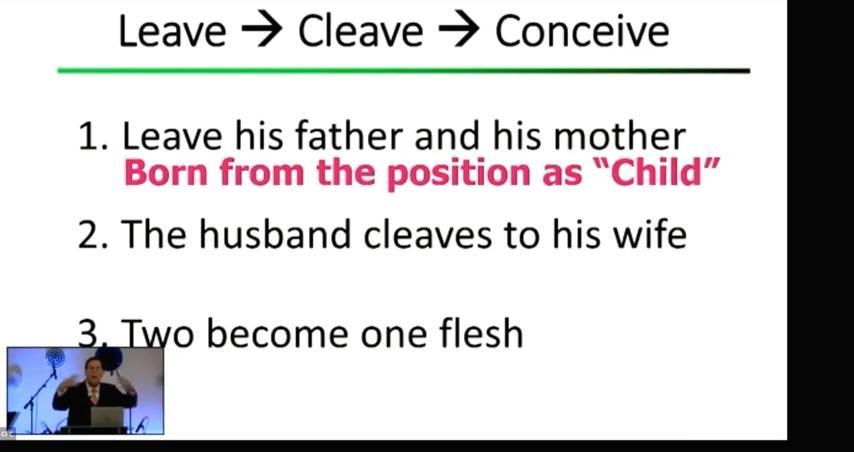 Leave → Cleave → Conceive
1. Leave his father and his mother
Born from the position as “Child”
2. The husband cleaves to his wife
3. Two become one flesh